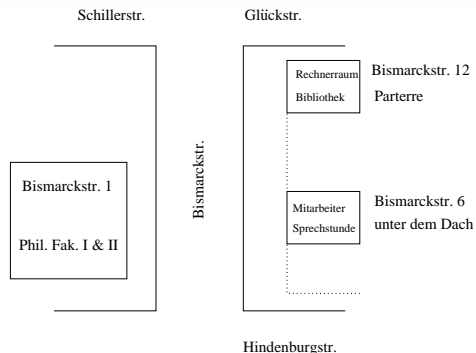 Schillerstr.
Glückstr.
Rechnerraum
Bibliothek
Bismarckstr. 12
Parterre
Bismarckstr.
Bismarckstr. 1
Phil. Fak. I & II
Mitarbeiter
Sprechstunde
Bismarckstr. 6
unter dem Dach
Hindenburgstr.